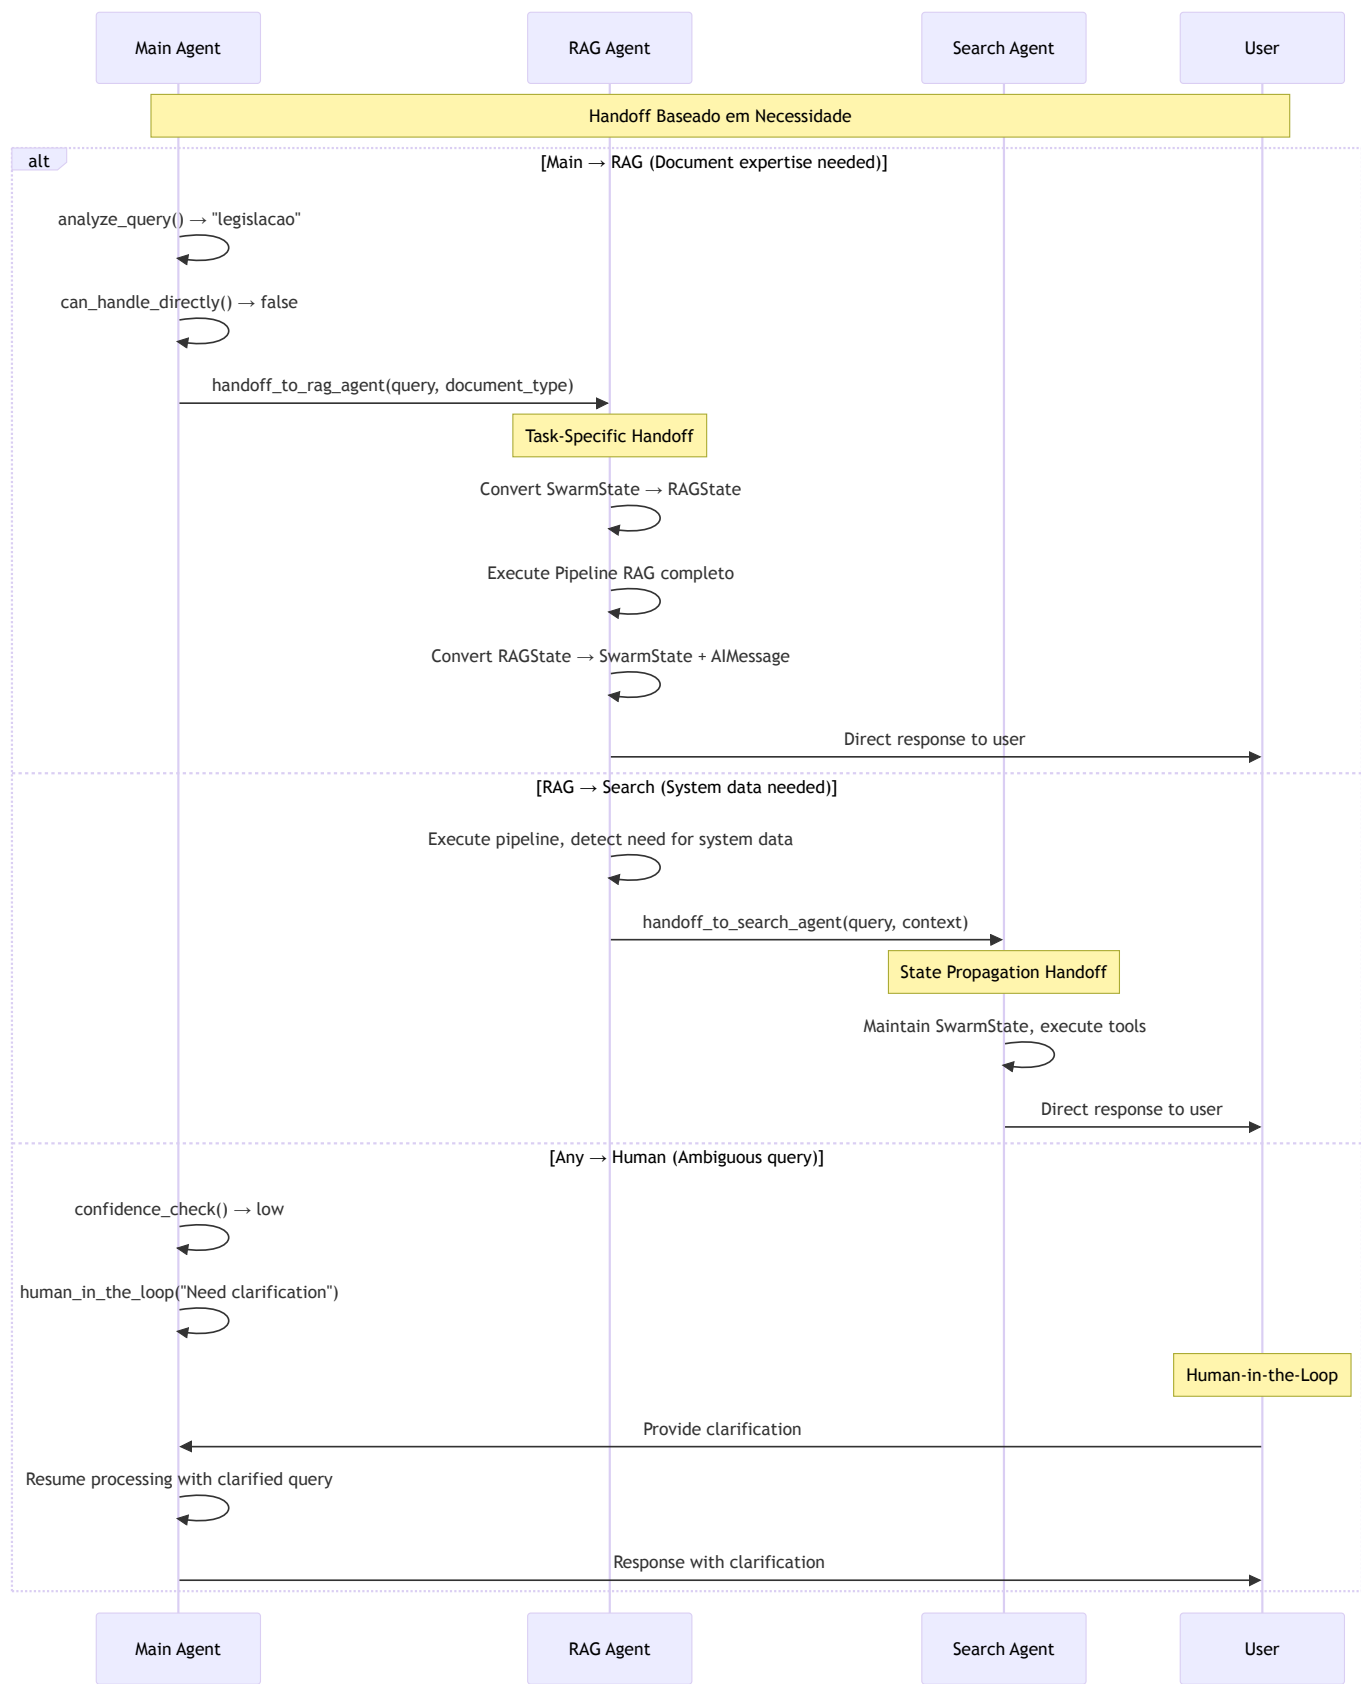 Main Agent
RAG Agent
Search Agent
User
Handoff Baseado em Necessidade
alt
[Main → RAG (Document expertise needed)]
analyze_query() → "legislacao"
can_handle_directly() → false
handoff_to_rag_agent(query, document_type)
Task-Specific Handoff
Convert SwarmState → RAGState
Execute Pipeline RAG completo
Convert RAGState → SwarmState + AIMessage
Direct response to user
[RAG → Search (System data needed)]
Execute pipeline, detect need for system data
handoff_to_search_agent(query, context)
State Propagation Handoff
Maintain SwarmState, execute tools
Direct response to user
[Any → Human (Ambiguous query)]
confidence_check() → low
human_in_the_loop("Need clarification")
Human-in-the-Loop
Provide clarification
Resume processing with clarified query
Response with clarification
Main Agent
RAG Agent
Search Agent
User